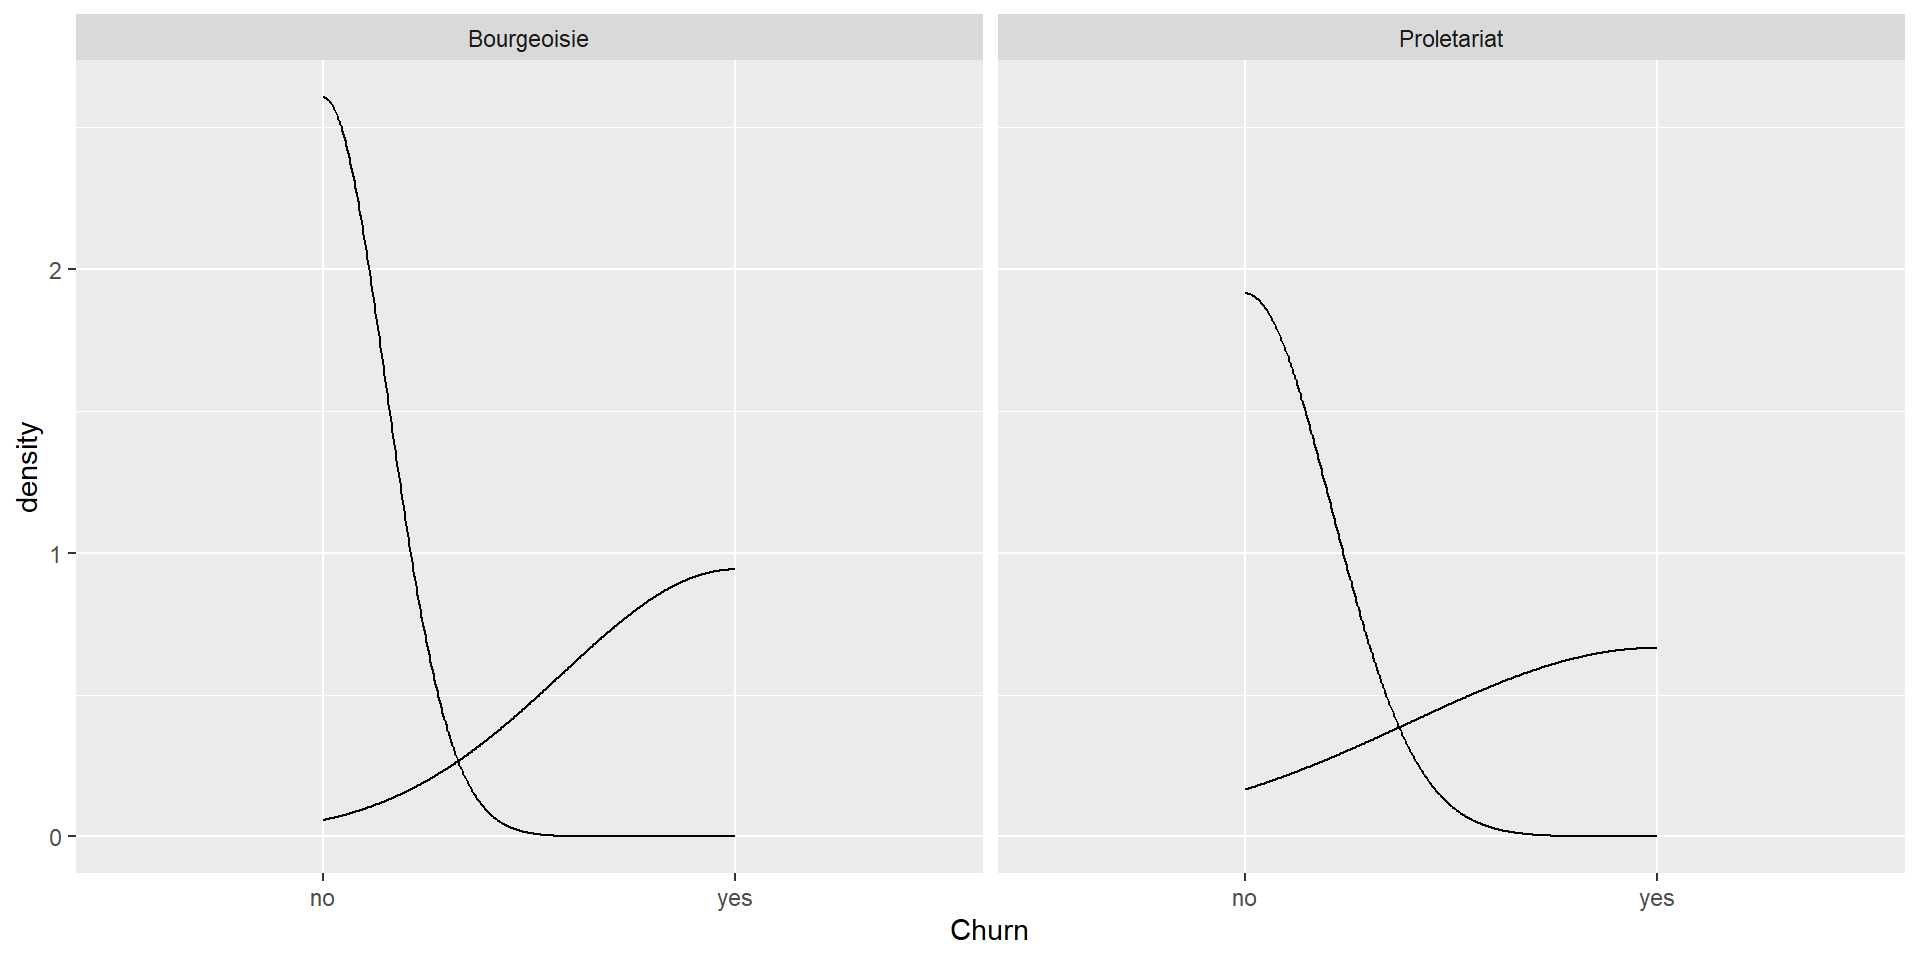 Bourgeoisie
Proletariat
density
2
1
0
no
yes
no
yes
Churn